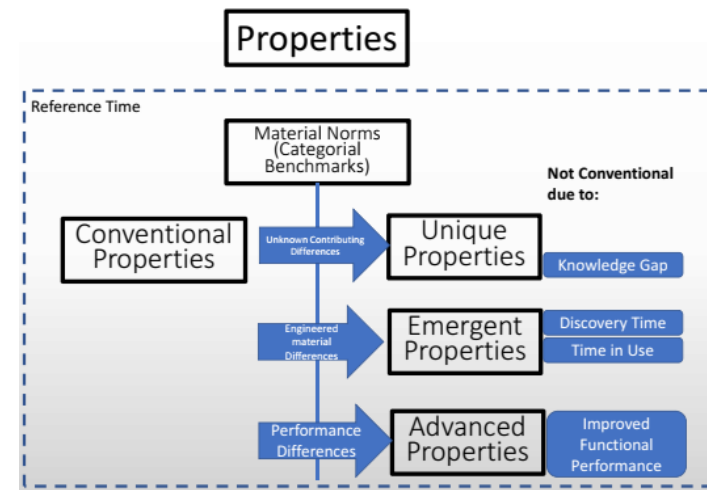 Properties
Reference Time
Material Norms
(Categorial
Benchmarks)
Not Conventional
due to:
Conventional
Properties
Unknown Contributing
Differences
Unique
Properties
Knowledge Gap
Engineered
material
Differences
Emergent
Properties
Discovery Time
Time in Use
Performance
Differences
Advanced
Properties
Improved
Functional
Performance